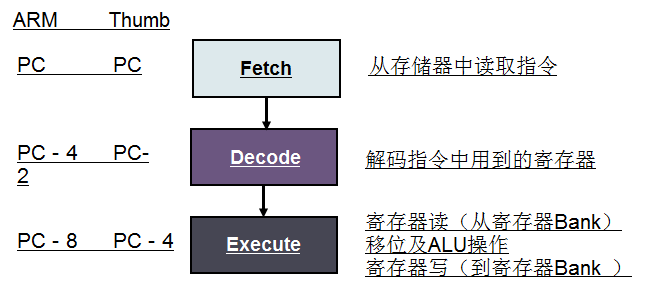 ARM Thumb
PC PC
Fetch
从存储器中读取指令
PC - 4 PC-
2
Decode
解码指令中用到的寄存器
PC - 8 PC - 4
Execute
寄存器读（从寄存器Bank）
移位及ALU操作
寄存器写（到寄存器Bank ）